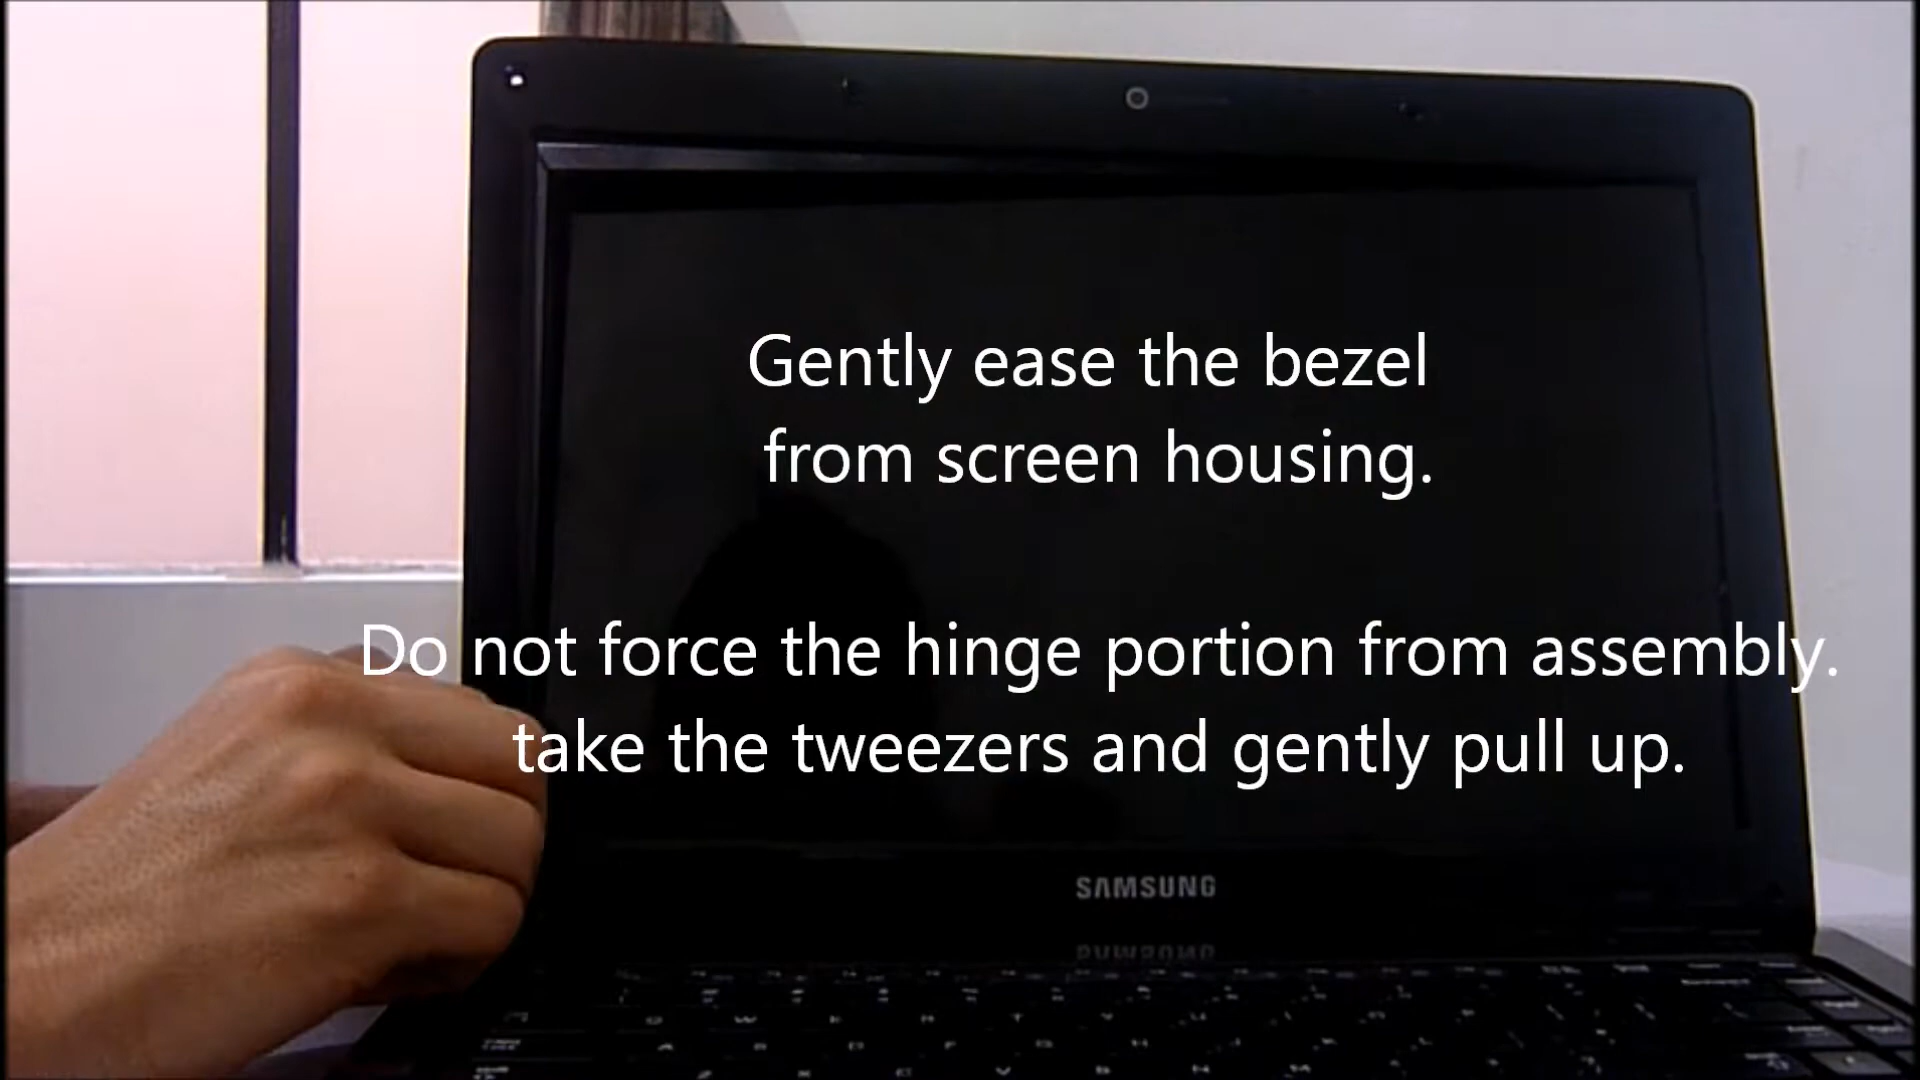 Gently ease the bezel
from screen housing.
Do not force the hinge portion from assembly.
take the tweezers and gently pull up.
SAMSUNG